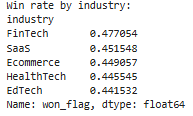 Win rate by industry:
industry
FinTech       0.477054
SaaS          0.451548
Ecommerce     0.449057
HealthTech    0.445545
EdTech        0.441532
Name: won_flag, dtype: float64